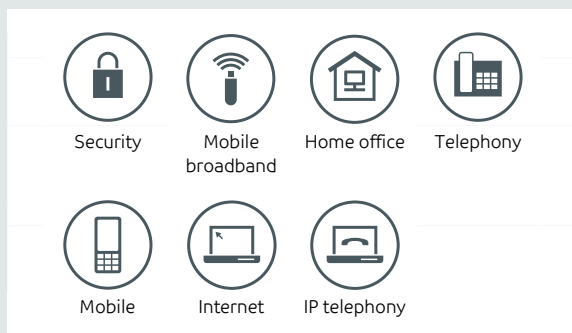 Security
Mobile
broadband
Home office
Telephony
Mobile
Internet
IP telephony